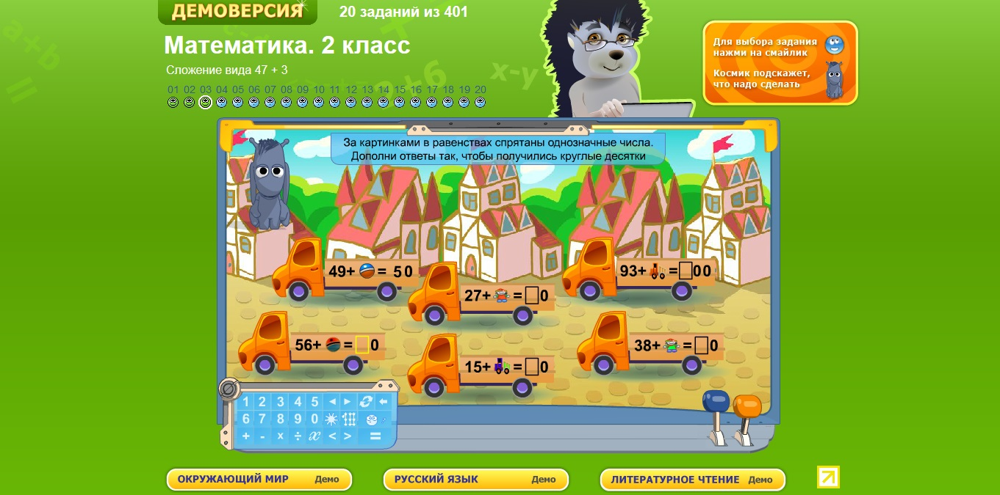 ДЕМОВЕРСИЯ
20 заданий из 401
Математика. 2 класс
Сложение вида 47 + 3
01 02 03 04 05 06 07 08 09 10 11 12 13 14 15 16 17 18 19 20
Для выбора задания
нажми на смайлик
Космик подскажет,
что надо сделать
a+b
=
c-
+
a+6
x-y
За картинками в равенствах спрятаны однозначные числа.
Дополни ответы так, чтобы получились круглые десятки
49+ = 50
27+ = 0
93+ = 00
56+ = 0
15+ = 0
38+ = 0
1 2 3 4 5
6 7 8 9 0
+ - x ÷ x < > =
ОКРУЖАЮЩИЙ МИР Демо
РУССКИЙ ЯЗЫК Демо
ЛИТЕРАТУРНОЕ ЧТЕНИЕ Демо